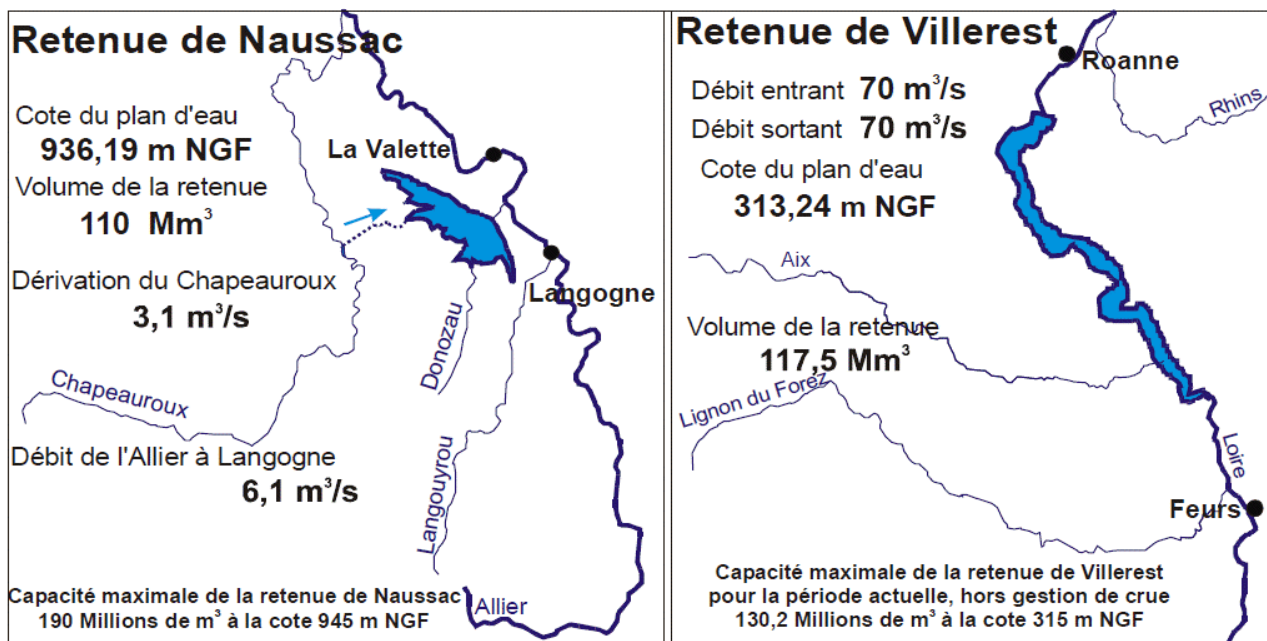 Retenue de Naussac
Cote du plan d'eau
936,19 m NGF
La Valette
Volume de la retenue
110 Mm³
Dérivation du Chapeauroux
3,1 m³/s
Langogne
Donozau
Chapeauroux
Débit de l'Allier à Langogne
6,1 m³/s
Langouyrou
Capacité maximale de la retenue de Naussac
190 Millions de m³ à la cote 945 m NGF
Allier
Retenue de Villerest
Roanne
Débit entrant 70 m³/s
Rhins
Débit sortant 70 m³/s
Cote du plan d'eau
313,24 m NGF
Aix
Volume de la retenue
117,5 Mm³
Lignon du Forez
Loire
Feurs
Capacité maximale de la retenue de Villerest
pour la période actuelle, hors gestion de crue
130,2 Millions de m³ à la cote 315 m NGF